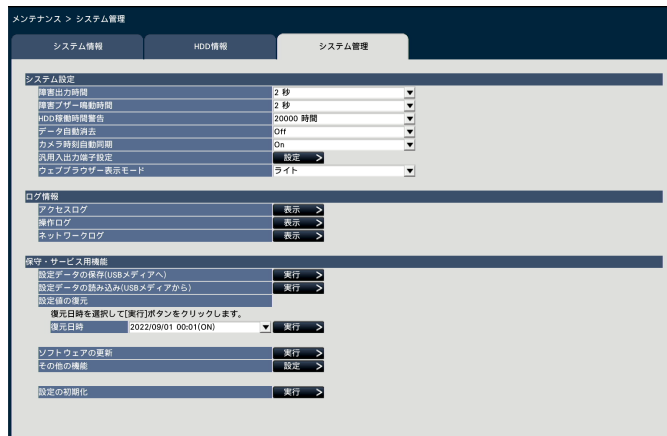 メンテナンス > システム管理
システム情報 HDD情報 システム管理
システム設定
障害出力時間 2 秒
障害ブザー鳴動時間 2 秒
HDD稼働時間警告 20000 時間
データ自動消去 Off
カメラ時刻自動同期 On
汎用入出力端子設定 設定 >
ウェブブラウザー表示モード ライト
ログ情報
アクセスログ 表示 >
操作ログ 表示 >
ネットワークログ 表示 >
保守・サービス用機能
設定データの保存(USBメディアへ) 実行 >
設定データの読み込み(USBメディアから) 実行 >
設定値の復元
復元日時を選択して[実行]ボタンをクリックします。
復元日時 2022/09/01 00:01(ON) 実行 >
ソフトウェアの更新 実行 >
その他の機能 設定 >
設定の初期化 実行 >